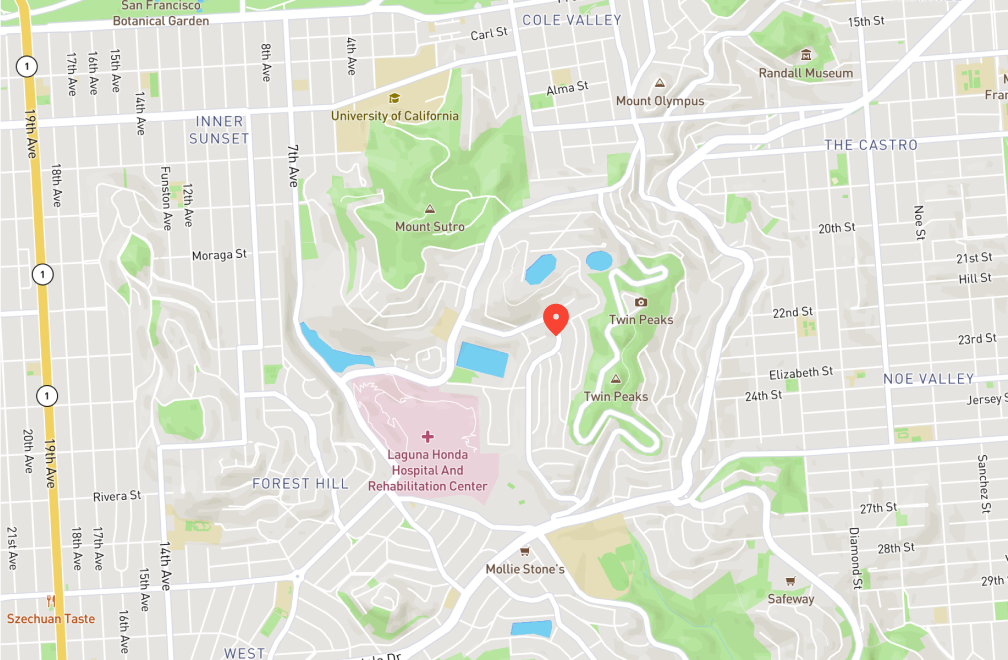 San Francisco
Botanical Garden
COLE VALLEY
15th St
Carl St
17th Ave
16th Ave
15th Ave
8th Ave
4th Ave
1
14th Ave
Alma St
Mount Olympus
Randall Museum
Fran
19th Ave
INNER
SUNSET
University of California
THE CASTRO
7th Ave
18th Ave
Funston Ave
12th Ave
Mount Sutro
20th St
Noe St
Moraga St
21st St
Hill St
1
Twin Peaks
22nd St
23rd St
Elizabeth St
NOE VALLEY
1
Twin Peaks
24th St
Jersey S
20th Ave
19th Ave
Laguna Honda
Hospital And
Rehabilitation Center
FOREST HILL
Sanchez St
Rivera St
27th St
21st Ave
18th Ave
17th Ave
14th Ave
15th Ave
Mollie Stone's
Diamond St
28th St
29th
Safeway
Szechuan Taste
16th Ave
WEST
Dr